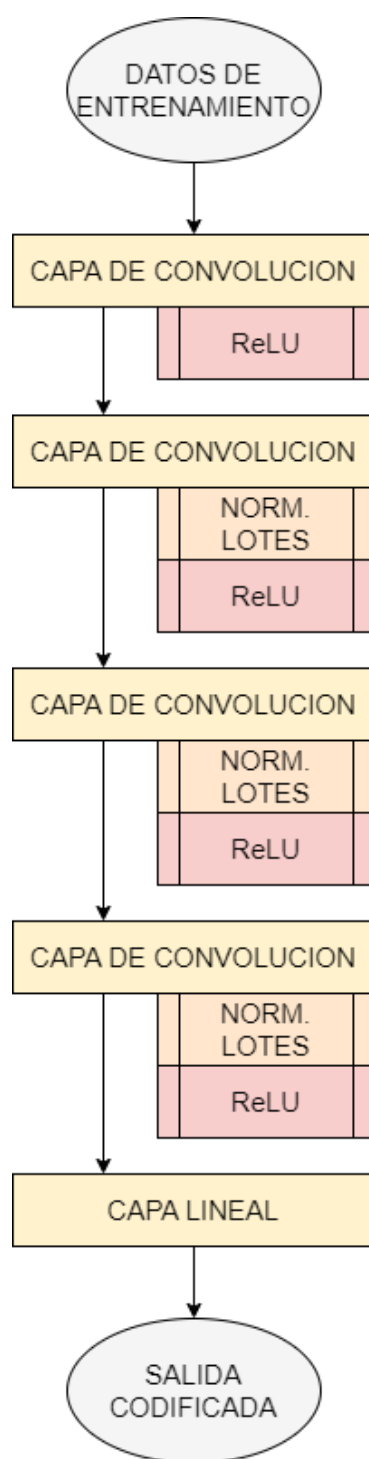 DATOS DE
ENTRENAMIENTO
CAPA DE CONVOLUCION
ReLU
CAPA DE CONVOLUCION
NORM.
LOTES
ReLU
CAPA DE CONVOLUCION
NORM.
LOTES
ReLU
CAPA DE CONVOLUCION
NORM.
LOTES
ReLU
CAPA LINEAL
SALIDA
CODIFICADA